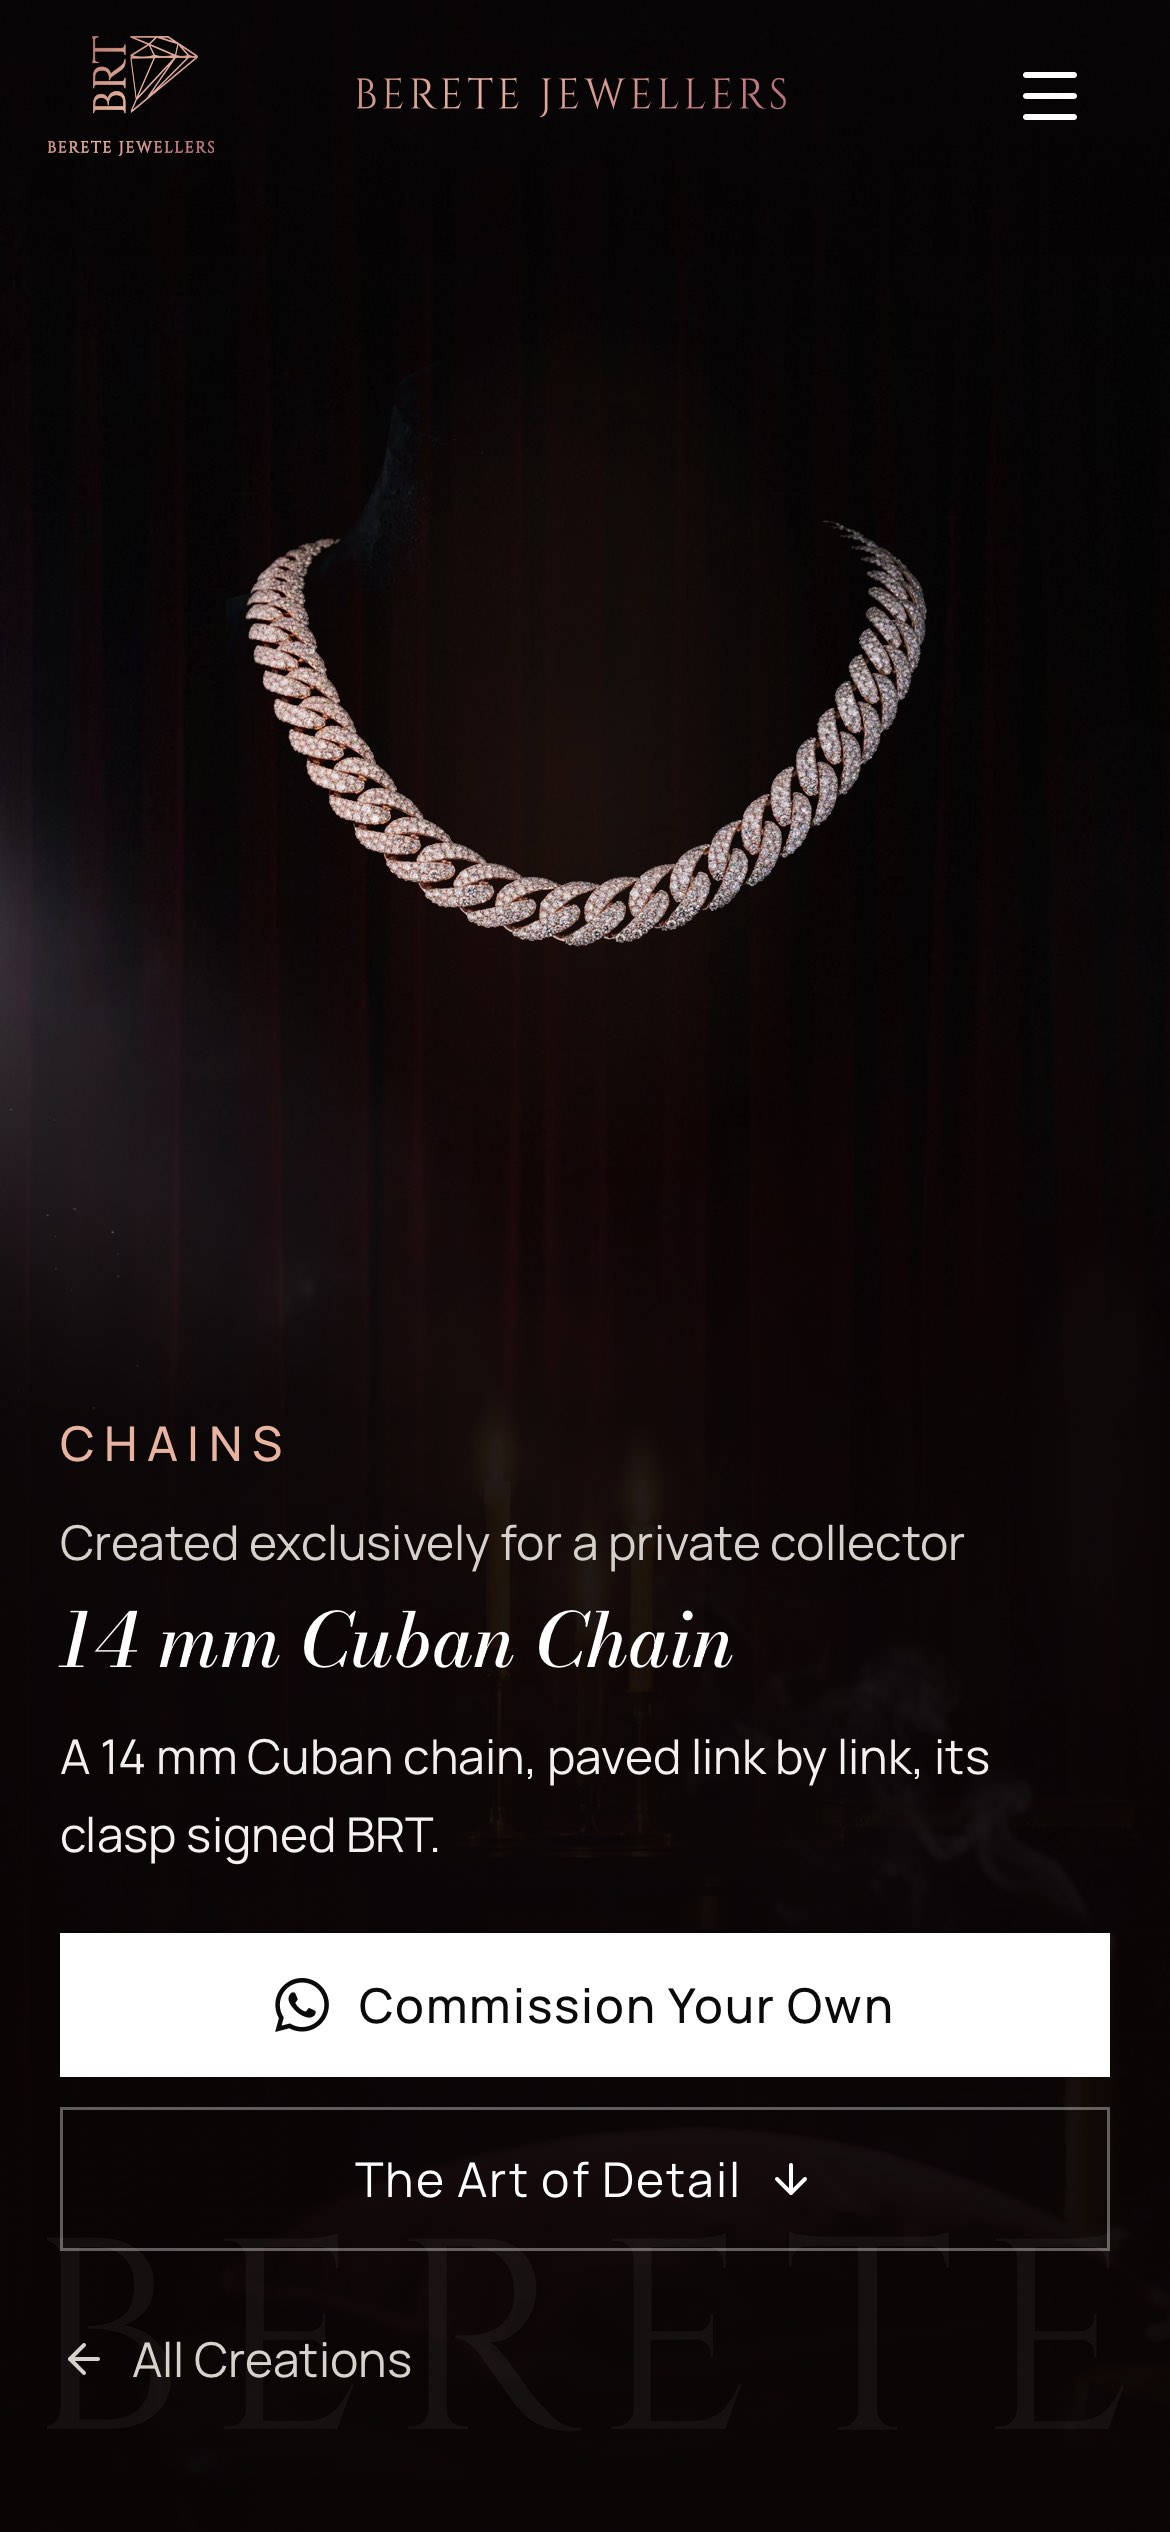 BRT
BERETE JEWELLERS
BERETE JEWELLERS
CHAINS
Created exclusively for a private collector
14 mm Cuban Chain
A 14 mm Cuban chain, paved link by link, its
clasp signed BRT.
Commission Your Own
The Art of Detail ↓
BERETE
← All Creations